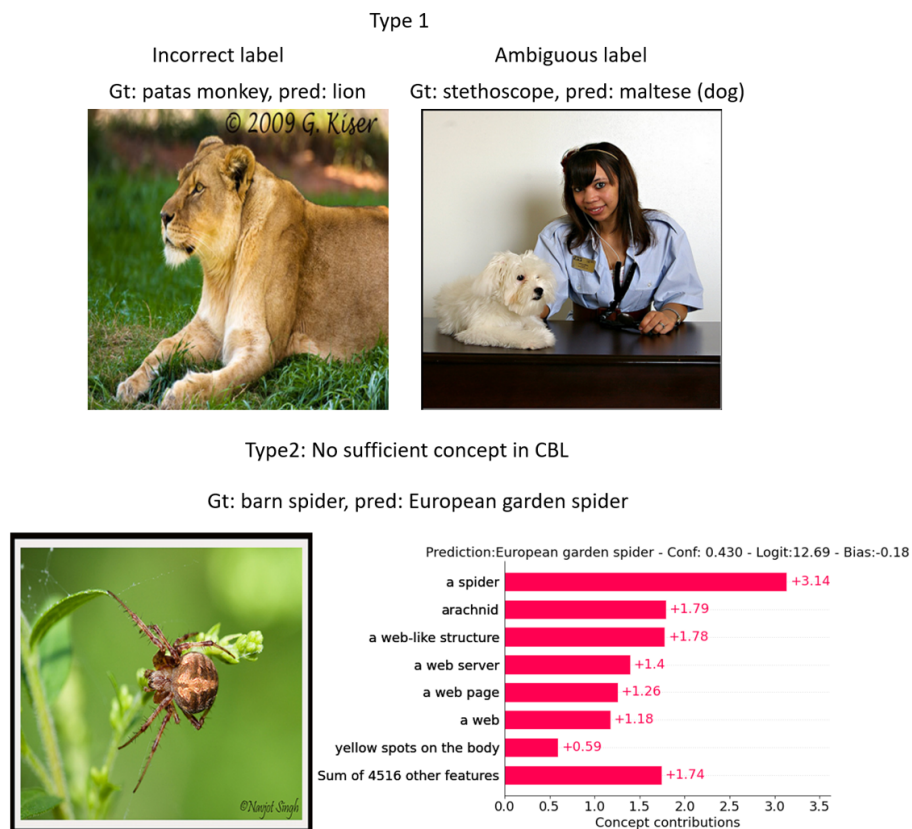 Type 1
Incorrect label
Ambiguous label
Gt: patas monkey, pred: lion
Gt: stethoscope, pred: maltese (dog)
© 2009 G. Kiser
Type2: No sufficient concept in CBL
Gt: barn spider, pred: European garden spider
Prediction:European garden spider - Conf: 0.430 - Logit:12.69 - Bias:-0.18
a spider +3.14
arachnid +1.79
a web-like structure +1.78
a web server +1.4
a web page +1.26
a web +1.18
yellow spots on the body +0.59
Sum of 4516 other features +1.74
0.0 0.5 1.0 1.5 2.0 2.5 3.0 3.5
Concept contributions
©Navjot Singh